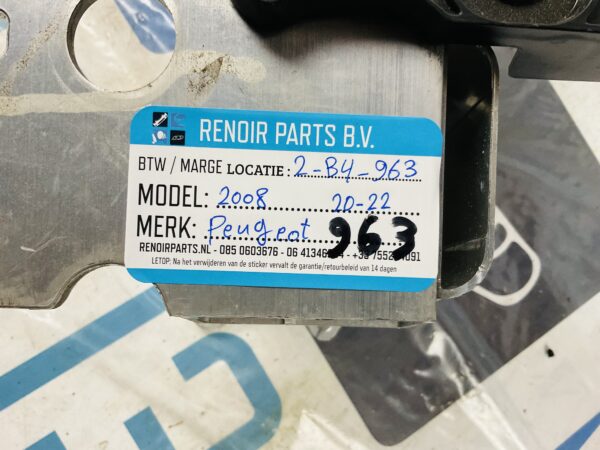 RENOIR PARTS B.V.
BTW / MARGE LOCATIE: 2-B4-963
MODEL: 2008 20-22
MERK: Peugeot 963
RENOIRPARTS.NL - 085 0603676 - 06
LETOP: Na het verwijderen van de sticker vervalt de garantie/retourbeleid van 14 dagen